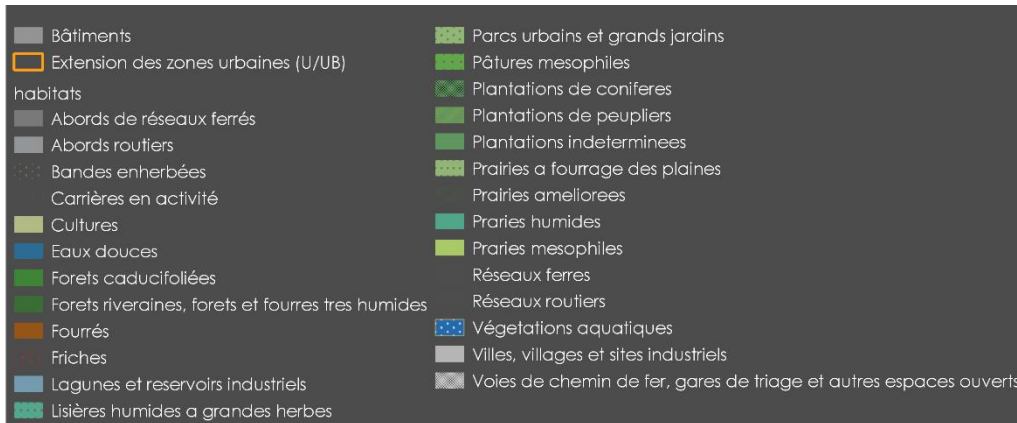 Bâtiments
Extension des zones urbaines (U/UB)
habitats
Abords de réseaux ferrés
Abords routiers
Bandes enherbées
Carrières en activité
Cultures
Eaux douces
Forets caducifoliées
Forets riveraines, forets et fourres tres humides
Fourrés
Friches
Lagunes et reservoirs industriels
Lisières humides a grandes herbes
Parcs urbains et grands jardins
Pâtures mesophiles
Plantations de coniferes
Plantations de peupliers
Plantations indeterminees
Prairies a fourrage des plaines
Prairies ameliorees
Praries humides
Praries mesophiles
Réseaux ferres
Réseaux routiers
Végetations aquatiques
Villes, villages et sites industriels
Voies de chemin de fer, gares de triage et autres espaces ouverts